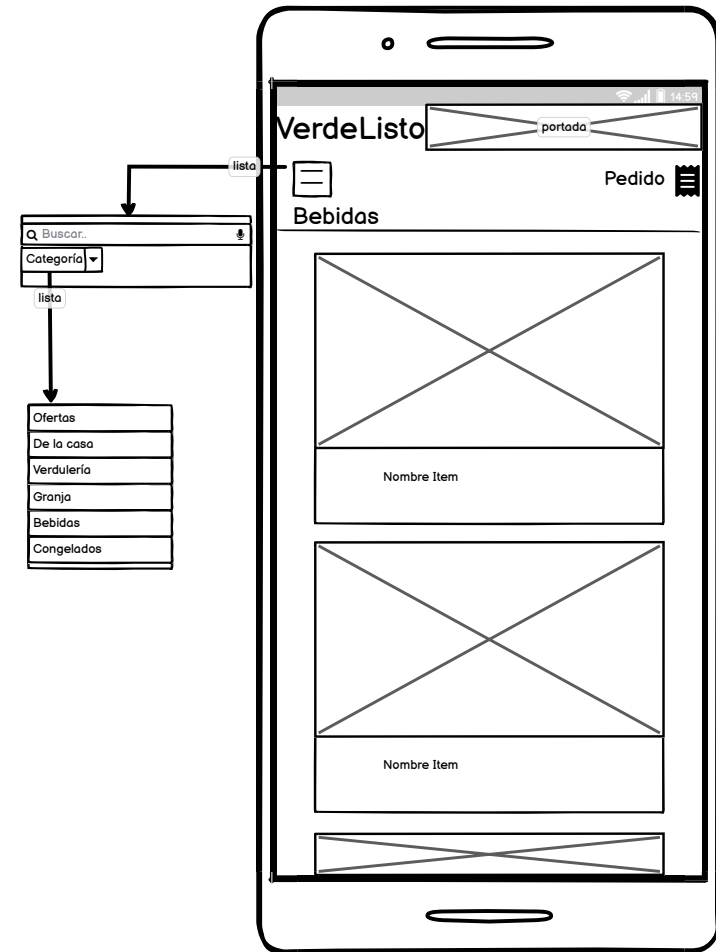 14:59
VerdeListo
portada
lista
Pedido
Bebidas
Buscar..
Categoría
lista
Ofertas
De la casa
Verdulería
Granja
Bebidas
Congelados
Nombre Item
Nombre Item